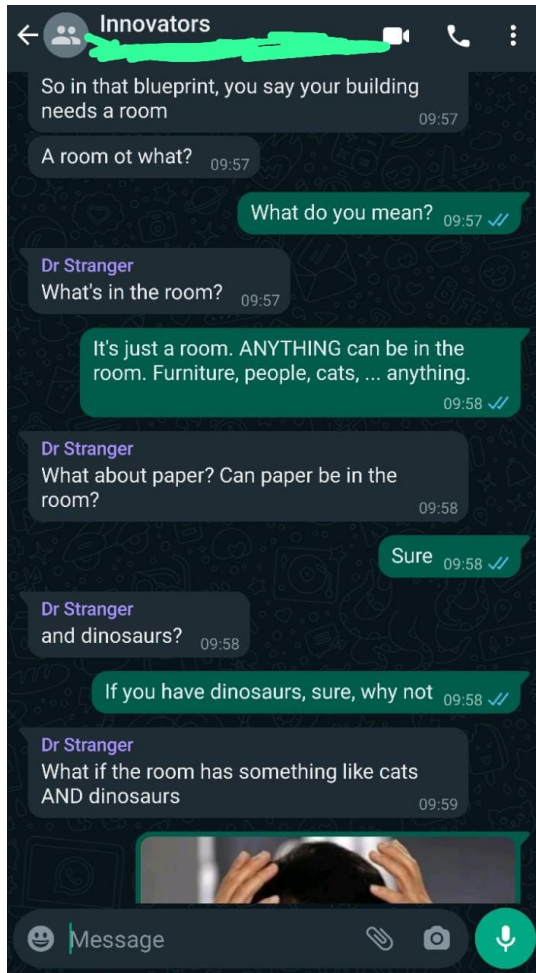 Innovators
So in that blueprint, you say your building
needs a room
09:57
A room ot what?
09:57
What do you mean?
09:57
Dr Stranger
What's in the room?
09:57
It's just a room. ANYTHING can be in the
room. Furniture, people, cats, ... anything.
09:58
Dr Stranger
What about paper? Can paper be in the
room?
09:58
Sure
09:58
Dr Stranger
and dinosaurs?
09:58
If you have dinosaurs, sure, why not
09:58
Dr Stranger
What if the room has something like cats
AND dinosaurs
09:59
Message